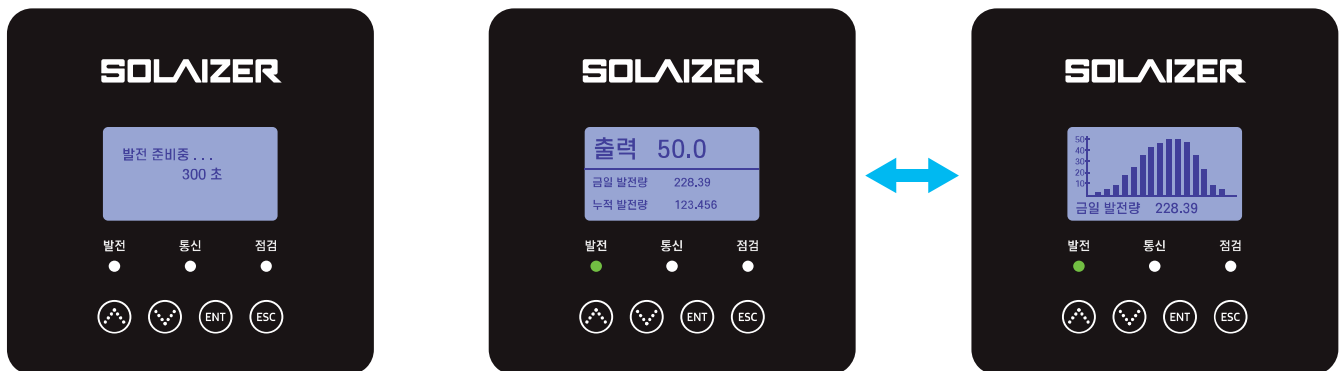 SOLAIZER
발전 준비중 . . .
300 초
발전 통신 점검
ENT ESC
SOLAIZER
출력 50.0
금일 발전량 228.39
누적 발전량 123.456
발전 통신 점검
ENT ESC
SOLAIZER
50
40
30
20
10
금일 발전량 228.39
발전 통신 점검
ENT ESC